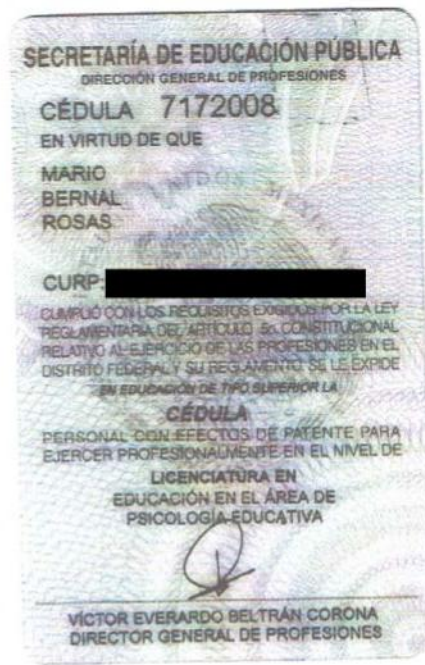 SECRETARÍA DE EDUCACIÓN PÚBLICA
DIRECCIÓN GENERAL DE PROFESIONES
CÉDULA 7172008
EN VIRTUD DE QUE
MARIO
BERNAL
ROSAS
UNIDOS MEXICANOS
CURP:
CUMPLIÓ CON LOS REQUISITOS EXIGIDOS POR LA LEY
REGLAMENTARIA DEL ARTÍCULO 5o. CONSTITUCIONAL
RELATIVO AL EJERCICIO DE LAS PROFESIONES EN EL
DISTRITO FEDERAL Y SU REGLAMENTO SE LE EXPIDE
EN EDUCACIÓN DE TIPO SUPERIOR LA
CÉDULA
PERSONAL CON EFECTOS DE PATENTE PARA
EJERCER PROFESIONALMENTE EN EL NIVEL DE
LICENCIATURA EN
EDUCACIÓN EN EL ÁREA DE
PSICOLOGÍA EDUCATIVA
VÍCTOR EVERARDO BELTRÁN CORONA
DIRECTOR GENERAL DE PROFESIONES